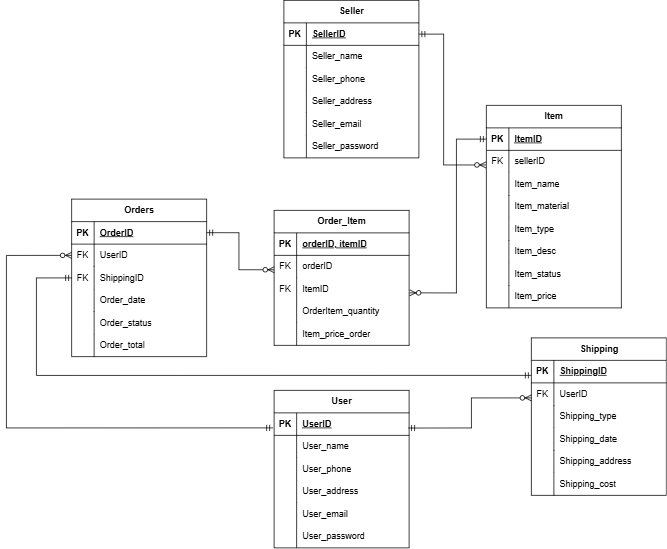 Seller
PK SellerID
Seller_name
Seller_phone
Seller_address
Seller_email
Seller_password
Item
PK ItemID
FK sellerID
Item_name
Item_material
Item_type
Item_desc
Item_status
Item_price
Orders
PK OrderID
FK UserID
FK ShippingID
Order_date
Order_status
Order_total
Order_Item
PK orderID, itemID
FK orderID
FK ItemID
OrderItem_quantity
Item_price_order
Shipping
PK ShippingID
FK UserID
Shipping_type
Shipping_date
Shipping_address
Shipping_cost
User
PK UserID
User_name
User_phone
User_address
User_email
User_password